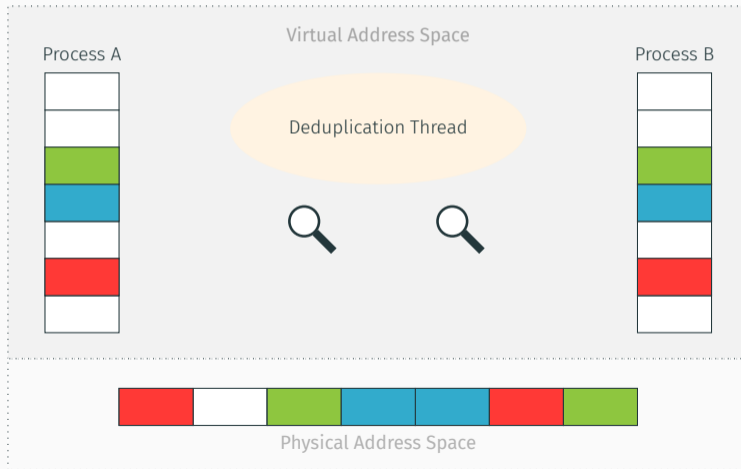 Virtual Address Space
Process A
Process B
Deduplication Thread
Physical Address Space